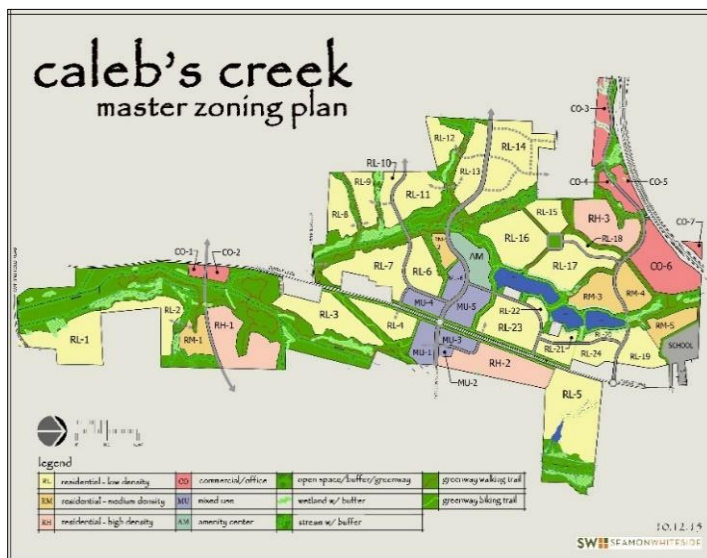 caleb's creek
master zoning plan
CO-3
RL-12
RL-14
RL-10
RL-13
RL-9
RL-11
CO-4
CO-5
RL-8
RL-15
RH-3
CO-7
RL-16
RL-18
CO-1
CO-2
AM
RL-7
RL-6
RL-17
CO-6
MU-4
MU-5
RM-3
RM-4
RL-2
RL-3
RL-22
RH-1
RL-4
RL-23
RM-5
RL-1
RM-1
MU-3
RL-21
SCHOOL
MU-1
RL-24
RL-19
RH-2
MU-2
RL-5
legend
RL residential - low density CO commercial/office open space/buffer/greenway greenway walking trail
RM residential - medium density MU mixed use wetland w/ buffer greenway biking trail
RH residential - high density AM amenity center stream w/ buffer
10.12.15
SW SEAMONWHITESIDE